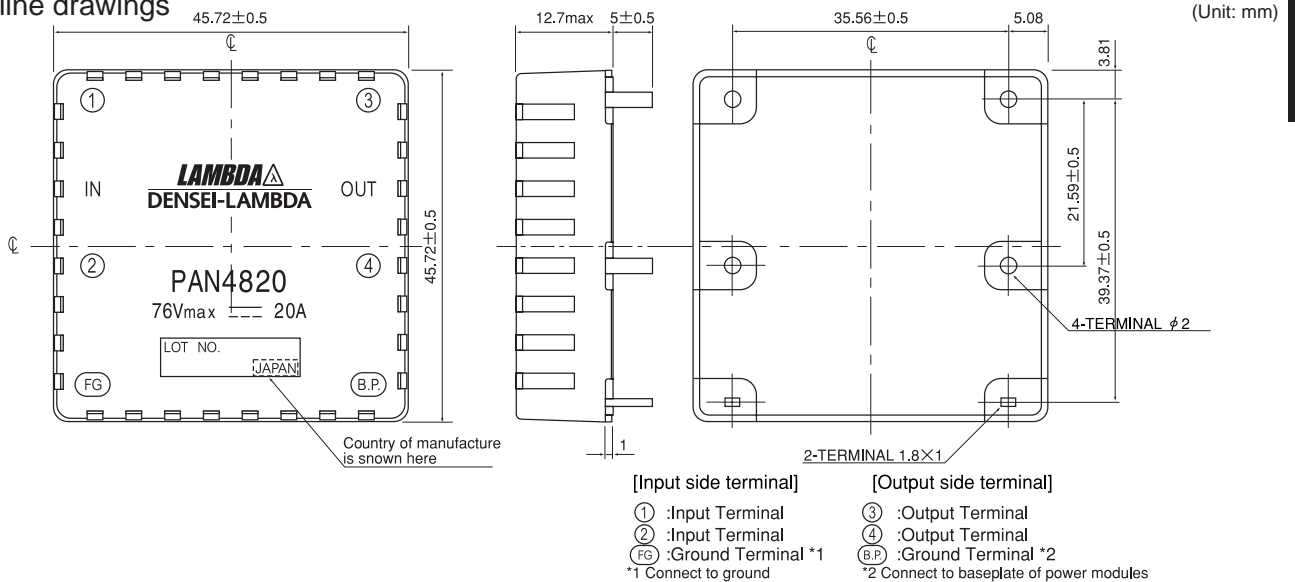 line drawings
(Unit: mm)
45.72±0.5
12.7max
5±0.5
35.56±0.5
5.08
3.81
21.59±0.5
39.37±0.5
45.72±0.5
1
3
IN
LAMBDA
OUT
DENSEI-LAMBDA
2
4
PAN4820
76Vmax 20A
LOT NO.
JAPAN
FG
B.P.
4-TERMINAL φ2
Country of manufacture
is snown here
1
2-TERMINAL 1.8×1
[Input side terminal]
① :Input Terminal
② :Input Terminal
FG :Ground Terminal *1
*1 Connect to ground
[Output side terminal]
③ :Output Terminal
④ :Output Terminal
B.P. :Ground Terminal *2
*2 Connect to baseplate of power modules